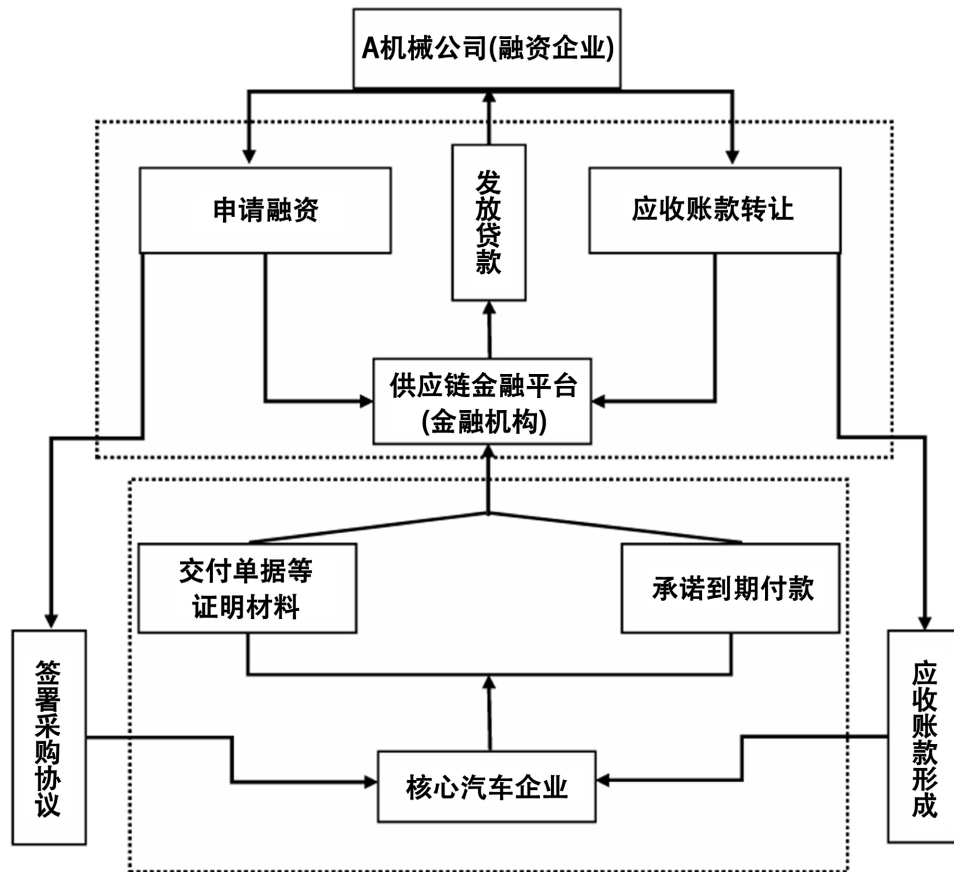 A机械公司(融资企业)
申请融资
发放贷款
应收账款转让
供应链金融平台
(金融机构)
交付单据等
证明材料
承诺到期付款
签署采购协议
核心汽车企业
应收账款形成